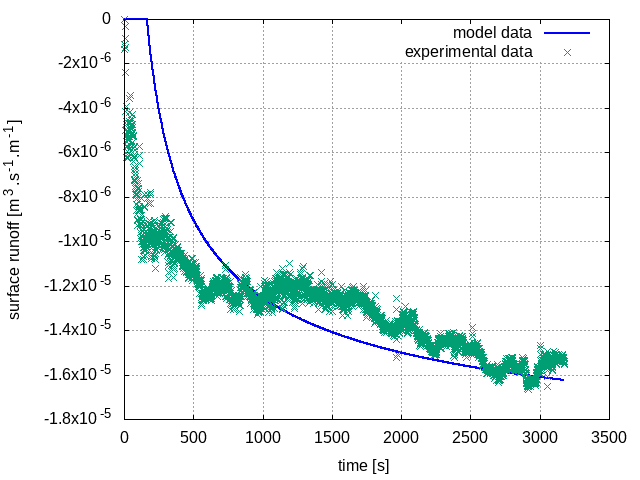 0
model data
experimental data
-2x10-6
-4x10-6
-6x10-6
-8x10-6
-1x10-5
-1.2x10-5
-1.4x10-5
-1.6x10-5
-1.8x10-5
surface runoff [m3.s-1.m-1]
0 500 1000 1500 2000 2500 3000 3500
time [s]